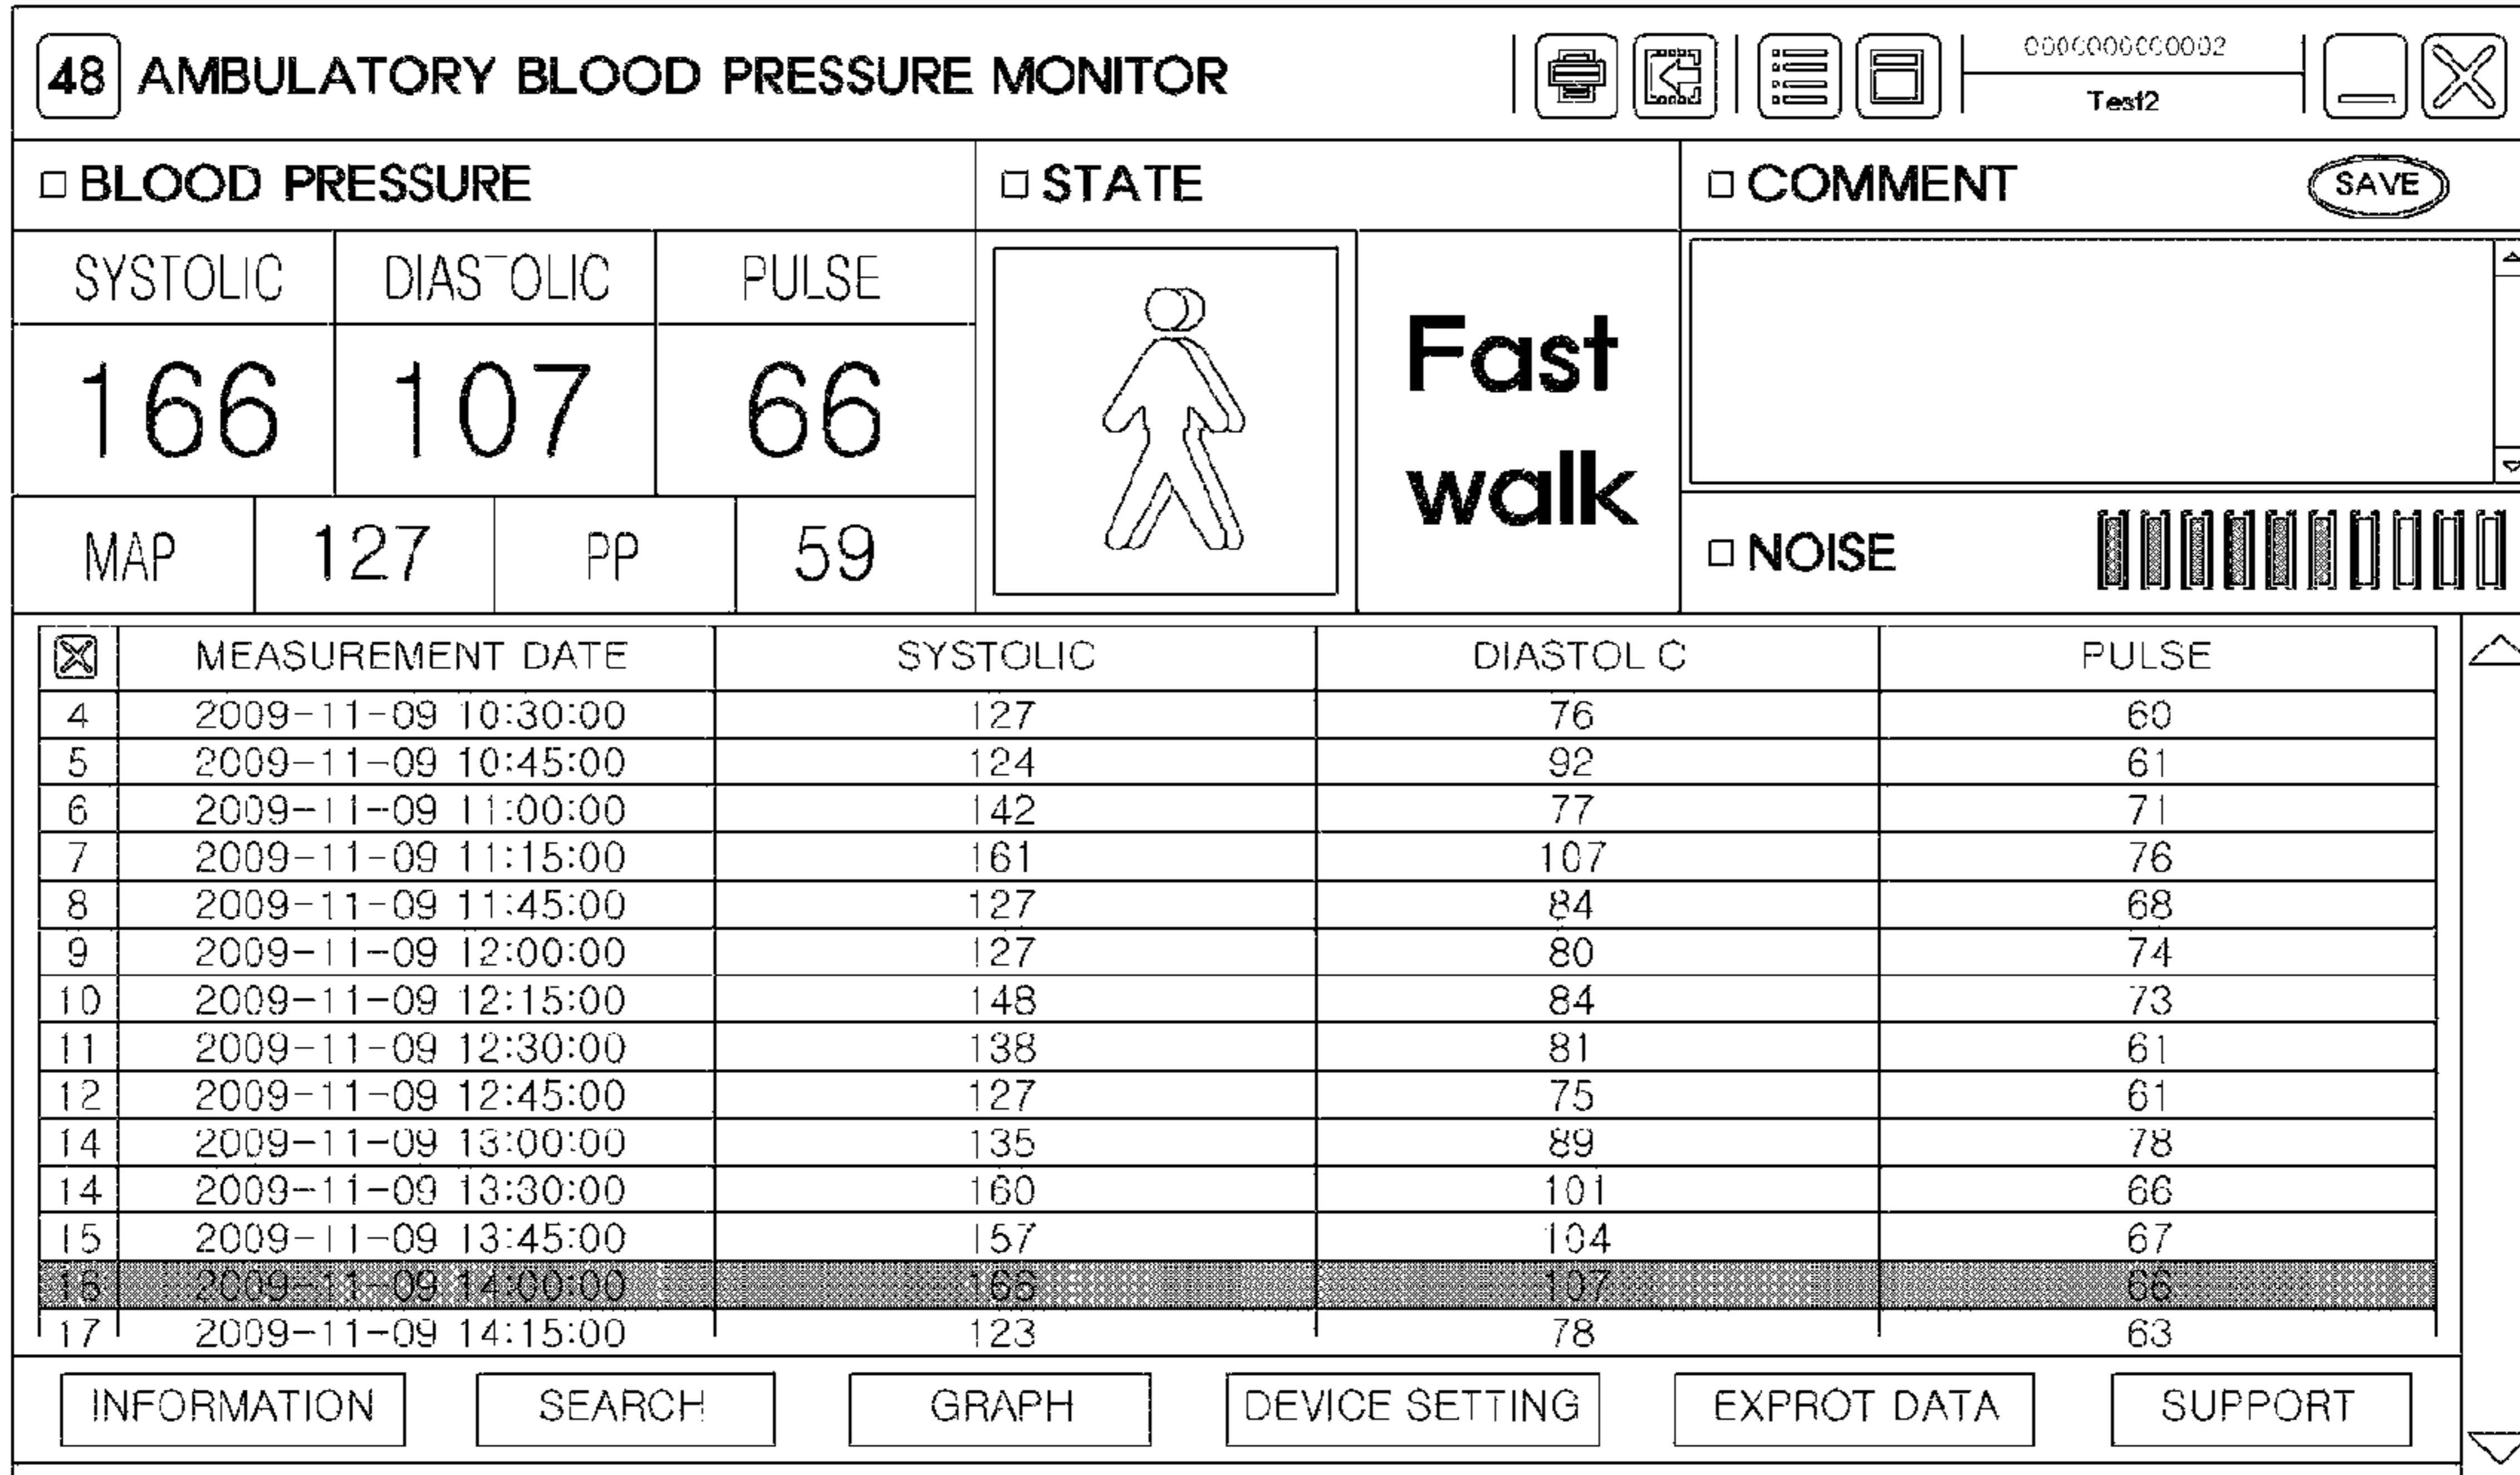 48 AMBULATORY BLOOD PRESSURE MONITOR
Test2
BLOOD PRESSURE STATE COMMENT SAVE
SYSTOLIC DIASTOLIC PULSE
166 107 66
Fast
walk
MAP 127 PP 59
NOISE
MEASUREMENT DATE SYSTOLIC DIASTOL C PULSE
4 2009-11-09 10:30:00 127 76 60
5 2009-11-09 10:45:00 124 92 61
6 2009-11-09 11:00:00 142 77 71
7 2009-11-09 11:15:00 161 107 76
8 2009-11-09 11:45:00 127 84 68
9 2009-11-09 12:00:00 127 80 74
10 2009-11-09 12:15:00 148 84 73
11 2009-11-09 12:30:00 138 81 61
12 2009-11-09 12:45:00 127 75 61
14 2009-11-09 13:00:00 135 89 78
14 2009-11-09 13:30:00 160 101 66
15 2009-11-09 13:45:00 157 104 67
16 2009-11-09 14:00:00 166 107 66
17 2009-11-09 14:15:00 123 78 63
INFORMATION SEARCH GRAPH DEVICE SETTING EXPROT DATA SUPPORT